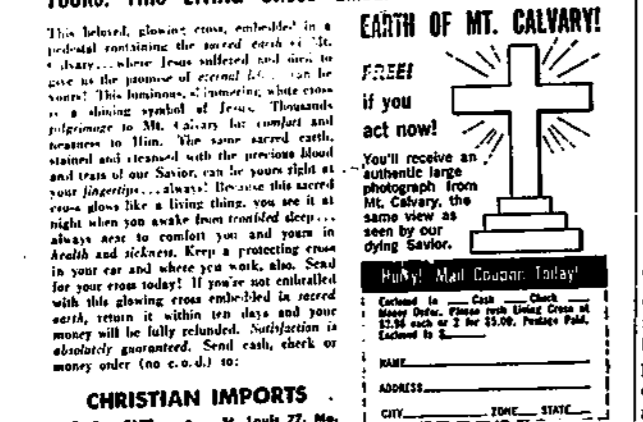 This beloved, glowing cross, embedded in a
pedestal containing the sacred earth of Mt.
Calvary...where Jesus suffered and died to
give us the promise of eternal can be
yours! This luminous, shimmering white cross
is a shining symbol of Jesus. Thousands
pilgrimage to Mt. Calvary for comfort and
nearness to Him. The same sacred earth,
stained and cleansed with the precious blood
and tears of our Savior, can be yours right at
your fingertips...always! Because this sacred
cross glows like a living thing, you see it at
night when you awake from troubled sleep...
always near to comfort you and yours in
health and sickness. Keep a protecting cross
in your car and where you work, also. Send
for your cross today! If you're not enthralled
with this glowing cross embedded in sacred
earth, return it within ten days and your
money will be fully refunded. Satisfaction is
absolutely guaranteed. Send cash, check or
money order (no c.o.d.) to:
CHRISTIAN IMPORTS
St. Louis 27, Mo.
EARTH OF MT. CALVARY!
FREE!
if you
act now!
You'll receive an
authentic large
photograph from
Mt. Calvary, the
same view as
seen by our
dying Savior.
Hurry! Mail Coupon Today!
Enclosed is ___ Cash ___ Check ___
Money Order. Please rush Living Cross at
$2.98 each or 2 for $5.00. Postage Paid.
Enclosed is $
NAME
ADDRESS
CITY ZONE STATE